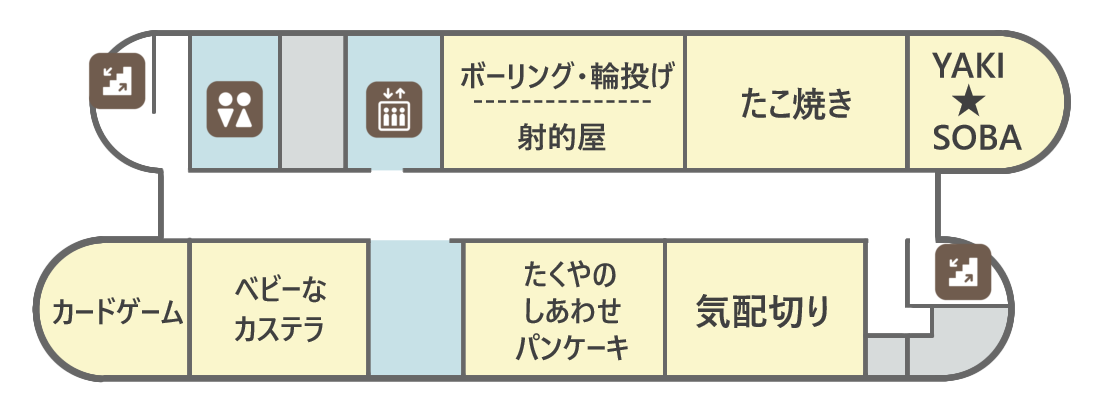 ボーリング・輪投げ
射的屋
たこ焼き
YAKI
★
SOBA
カードゲーム
ベビーな
カステラ
たくやの
しあわせ
パンケーキ
気配切り